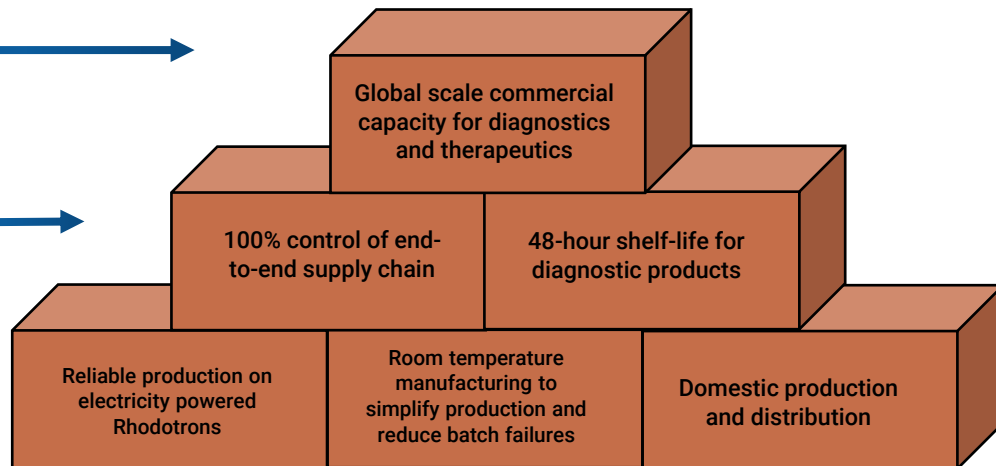 Global scale commercial
capacity for diagnostics
and therapeutics
100% control of end-
to-end supply chain
48-hour shelf-life for
diagnostic products
Reliable production on
electricity powered
Rhodotrons
Room temperature
manufacturing to
simplify production and
reduce batch failures
Domestic production
and distribution